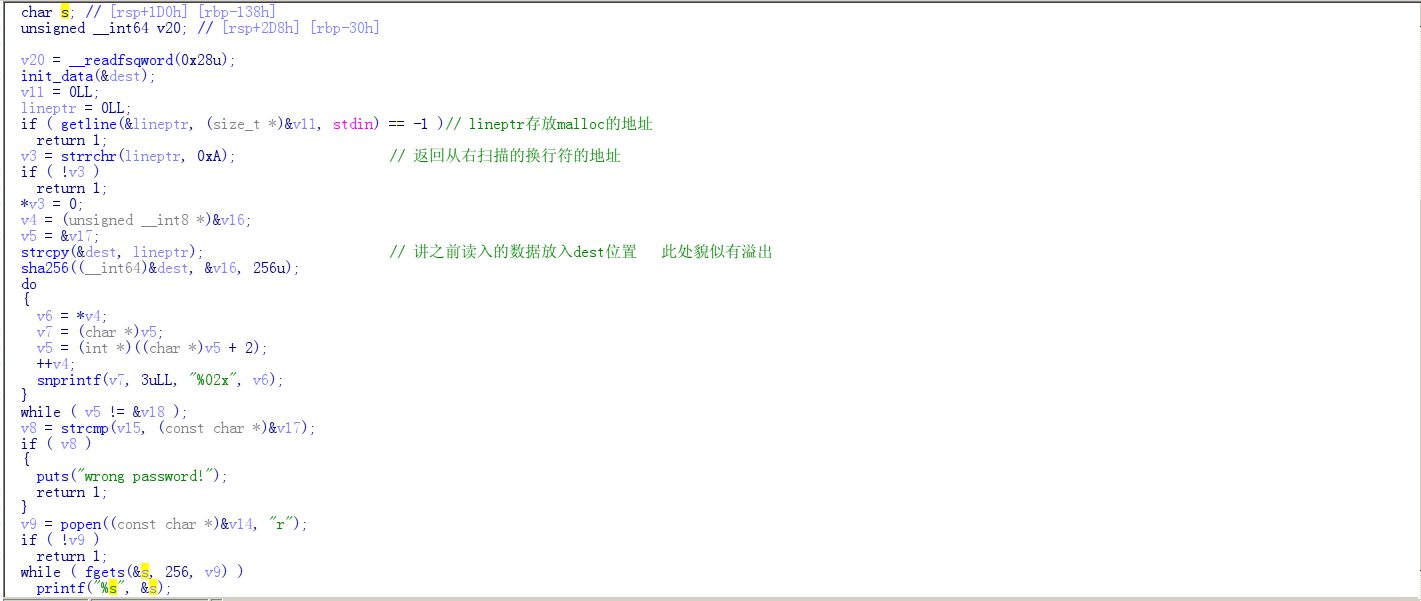 char s; // [rsp+1D0h] [rbp-138h]
unsigned __int64 v20; // [rsp+2D8h] [rbp-30h]
v20 = __readfsqword(0x28u);
init_data(&dest);
v11 = 0LL;
lineptr = 0LL;
if ( getline(&lineptr, (size_t *)&v11, stdin) == -1 )// lineptr存放malloc的地址
return 1;
v3 = strrchr(lineptr, 0xA); // 返回从右扫描的换行符的地址
if ( !v3 )
return 1;
*v3 = 0;
v4 = (unsigned __int8 *)&v16;
v5 = &v17;
strcpy(&dest, lineptr); // 讲之前读入的数据放入dest位置 此处貌似有溢出
sha256((__int64)&dest, &v16, 256u);
do
{
v6 = *v4;
v7 = (char *)v5;
v5 = (int *)((char *)v5 + 2);
++v4;
snprintf(v7, 3uLL, "%02x", v6);
}
while ( v5 != &v18 );
v8 = strcmp(v15, (const char *)&v17);
if ( v8 )
{
puts("wrong password!");
return 1;
}
v9 = popen((const char *)&v14, "r");
if ( !v9 )
return 1;
while ( fgets(&s, 256, v9) )
printf("%s", &s);